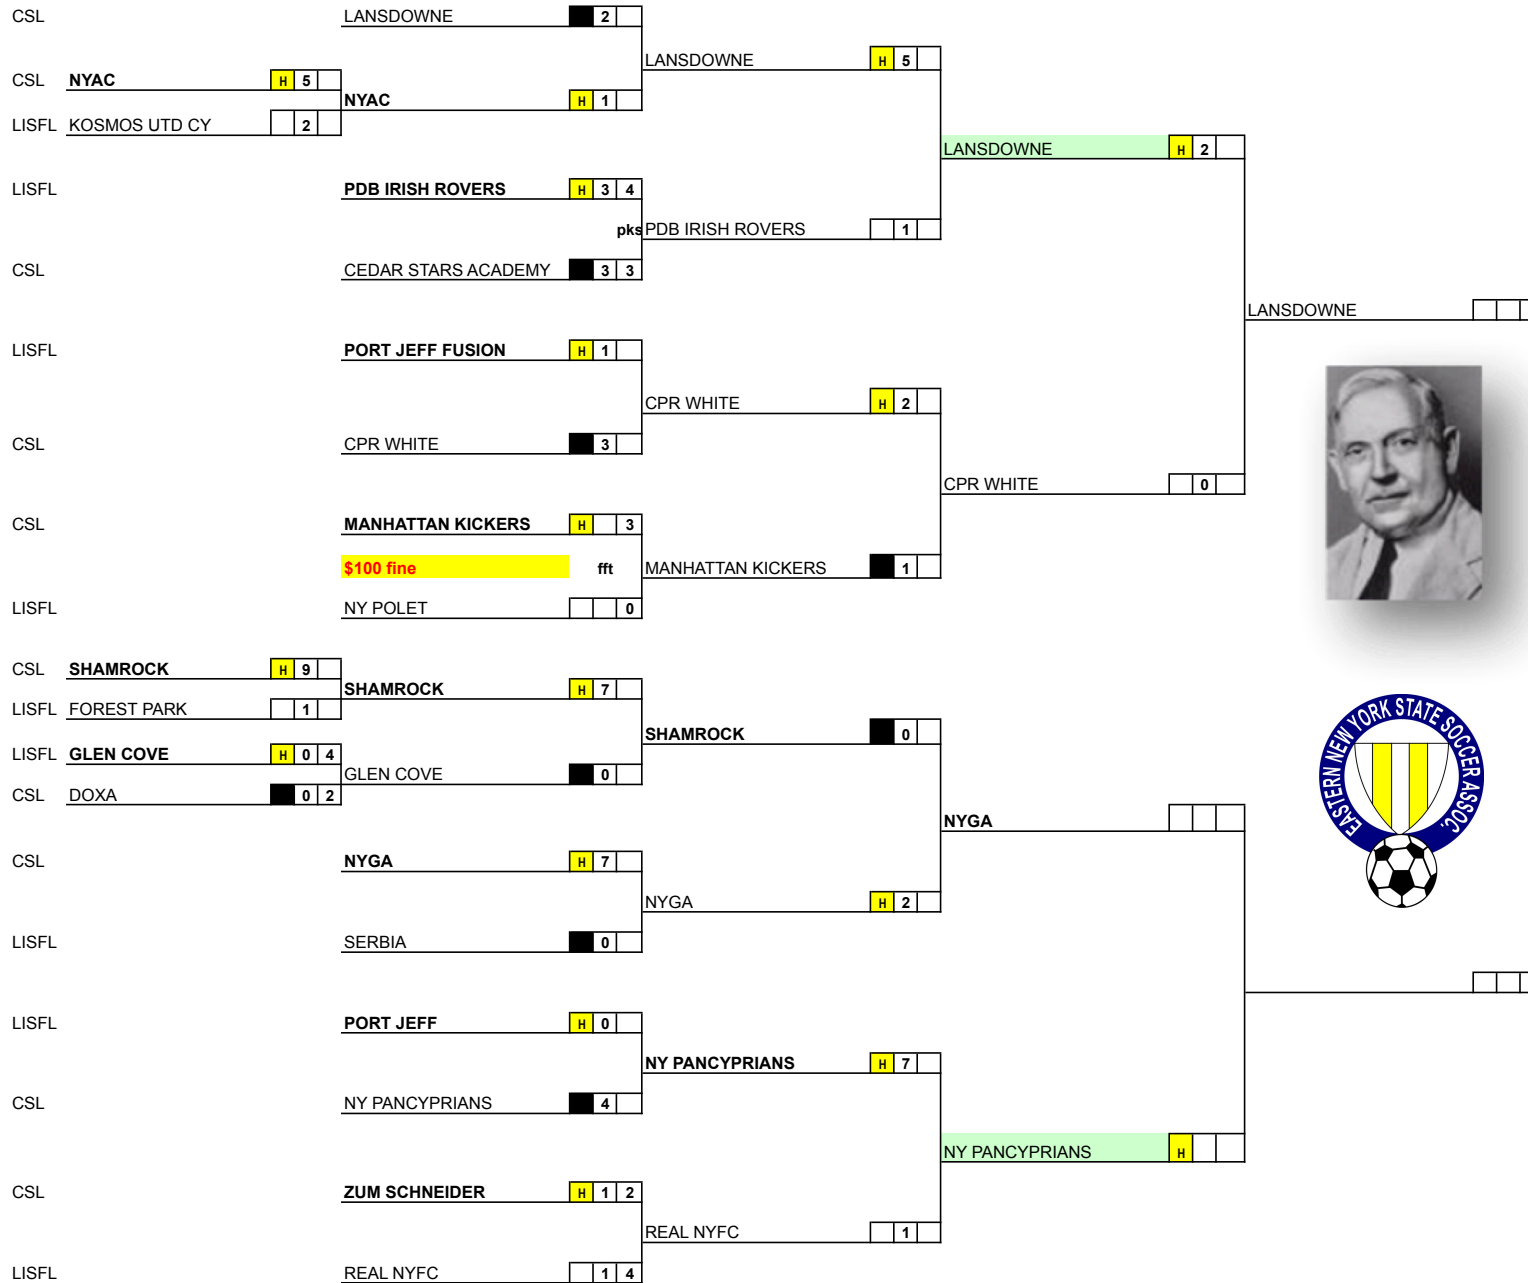 CSL LANSDOWNE 2
LANSDOWNE H 5
CSL NYAC H 5
NYAC H 1
LISFL KOSMOS UTD CY 2
LANSDOWNE H 2
LISFL PDB IRISH ROVERS H 3 4
pks PDB IRISH ROVERS 1
CSL CEDAR STARS ACADEMY 3 3
LANSDOWNE
LISFL PORT JEFF FUSION H 1
CPR WHITE H 2
CSL CPR WHITE 3
CPR WHITE 0
CSL MANHATTAN KICKERS H 3
$100 fine fft MANHATTAN KICKERS 1
LISFL NY POLET 0
CSL SHAMROCK H 9
SHAMROCK H 7
LISFL FOREST PARK 1
SHAMROCK 0
LISFL GLEN COVE H 0 4
GLEN COVE 0
CSL DOXA 0 2
EASTERN NEW YORK STATE SOCCER ASSOC.
NYGA
CSL NYGA H 7
NYGA H 2
LISFL SERBIA 0
LISFL PORT JEFF H 0
NY PANCYPRIANS H 7
CSL NY PANCYPRIANS 4
NY PANCYPRIANS H
CSL ZUM SCHNEIDER H 1 2
REAL NYFC 1
LISFL REAL NYFC 1 4